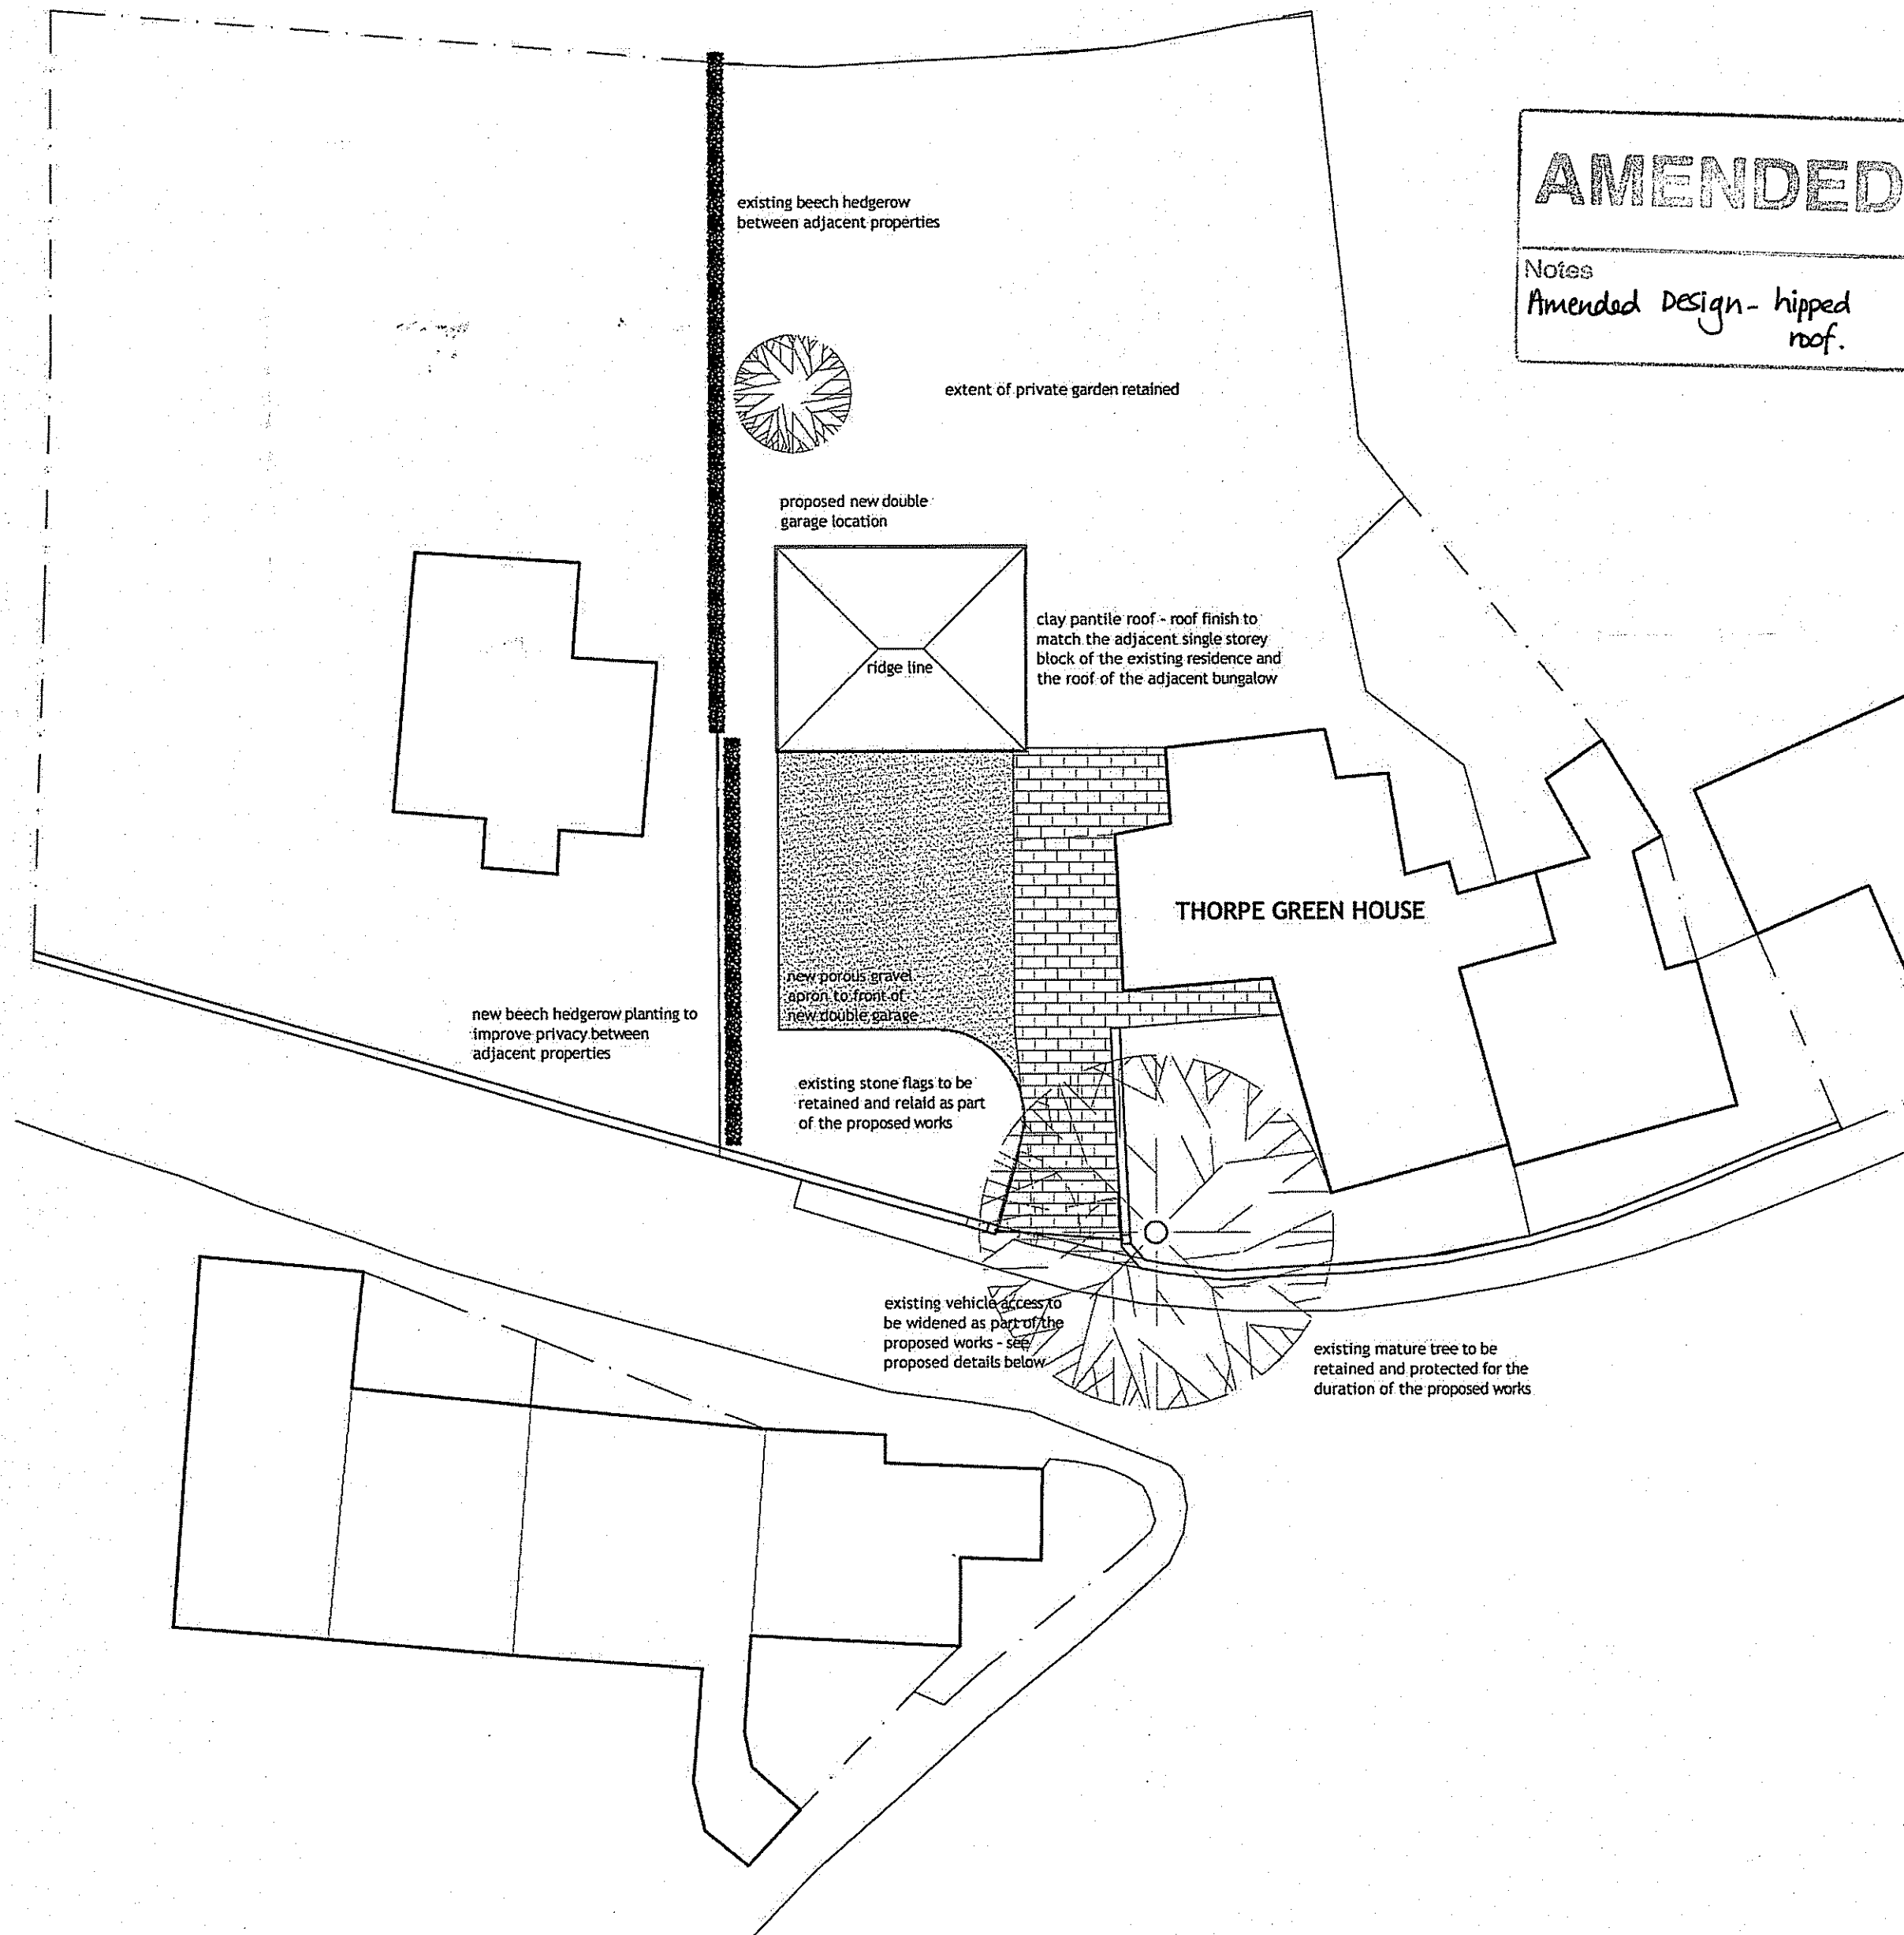 AMENDED
Notes
Amended Design - hipped
roof.
existing beech hedgerow
between adjacent properties
extent of private garden retained
proposed new double
garage location
clay pantile roof - roof finish to
match the adjacent single storey
block of the existing residence and
the roof of the adjacent bungalow
ridge line
THORPE GREEN HOUSE
new porous gravel
apron to front of
new double garage
new beech hedgerow planting to
improve privacy between
adjacent properties
existing stone flags to be
retained and relaid as part
of the proposed works
existing vehicle access to
be widened as part of the
proposed works - see
proposed details below
existing mature tree to be
retained and protected for the
duration of the proposed works